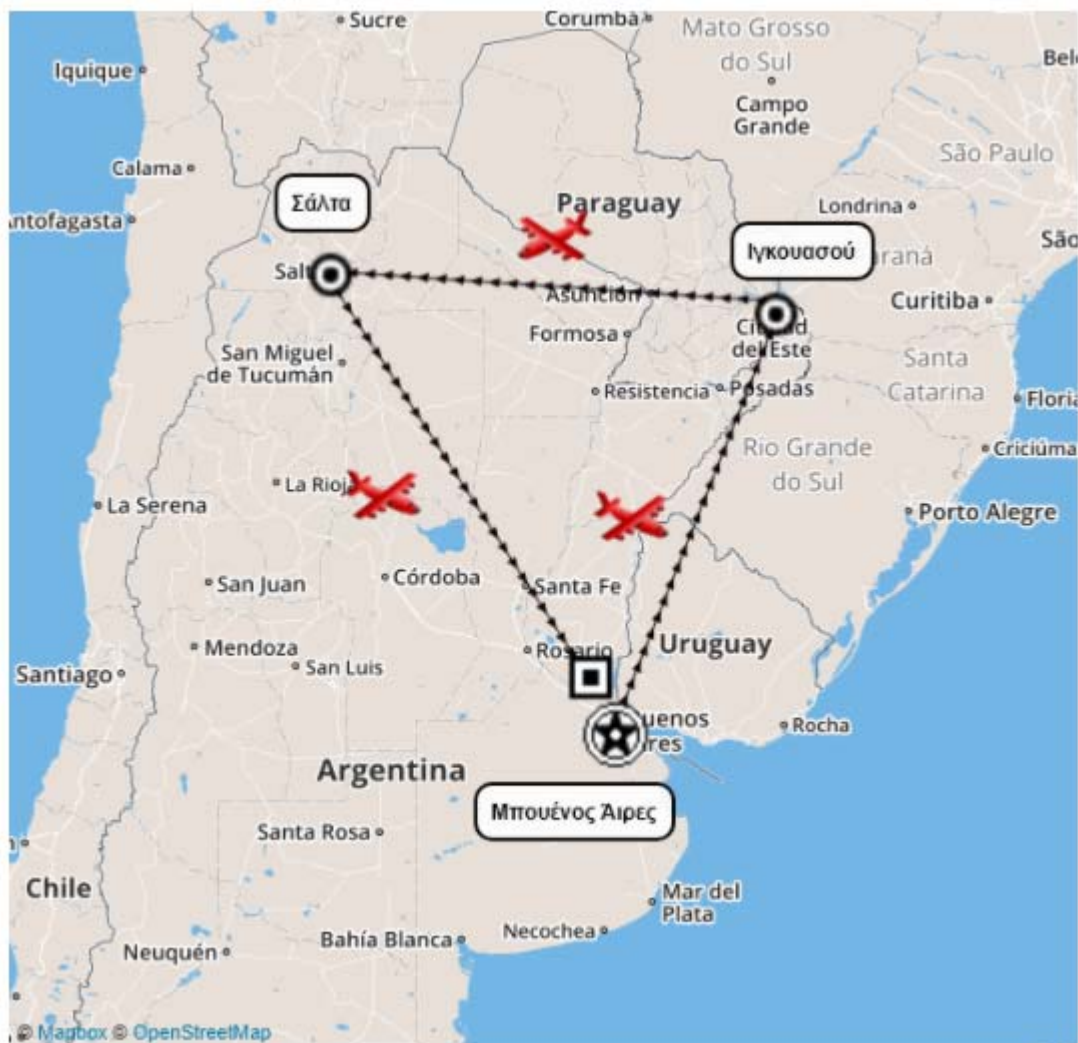 Sucre
Corumbá
Mato Grosso
do Sul
Iquique
Campo
Grande
Calama
São Paulo
Σάλτα
Paraguay
Londrina
Antofagasta
Ιγκουασού
Asunción
Curitiba
Formosa
del Este
San Miguel
de Tucumán
Santa
Catarina
Resistencia
Posadas
Rio Grande
do Sul
Criciúma
La Serena
Porto Alegre
San Juan
Córdoba
Santa Fe
Mendoza
Rosario
Uruguay
Santiago
San Luis
Rocha
Argentina
Μπουένος Άιρες
Santa Rosa
Chile
Mar del
Plata
Bahía Blanca
Necochea
Neuquén
© Mapbox © OpenStreetMap